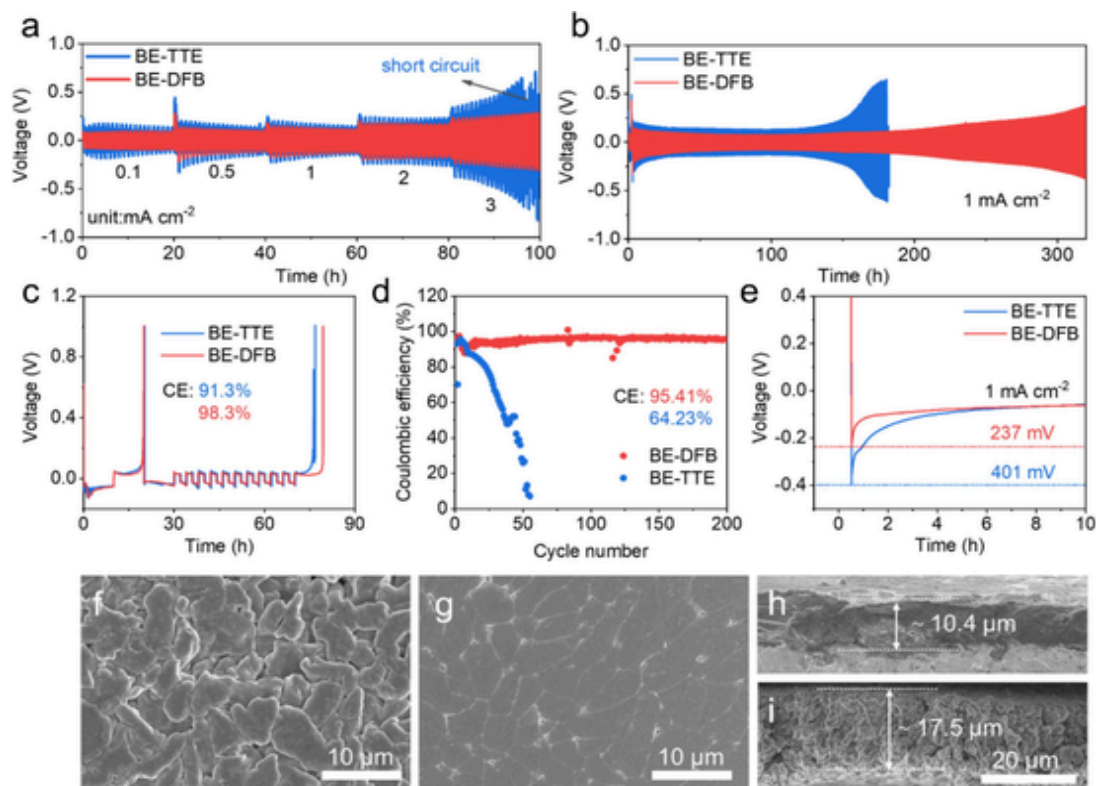 a
1.0
0.5
0.0
-0.5
-1.0
Voltage (V)
BE-TTE
BE-DFB
short circuit
0.1
0.5
1
2
3
unit:mA cm⁻²
0 20 40 60 80 100
Time (h)
b
1.0
0.5
0.0
-0.5
-1.0
Voltage (V)
BE-TTE
BE-DFB
1 mA cm⁻²
0 100 200 300
Time (h)
c
1.2
0.8
0.4
0.0
Voltage (V)
BE-TTE
BE-DFB
CE: 91.3%
98.3%
0 30 60 90
Time (h)
d
120
100
80
60
40
20
0
Coulombic efficiency (%)
CE: 95.41%
64.23%
BE-DFB
BE-TTE
0 50 100 150 200
Cycle number
e
0.4
0.2
0.0
-0.2
-0.4
Voltage (V)
BE-TTE
BE-DFB
1 mA cm⁻²
237 mV
401 mV
0 2 4 6 8 10
Time (h)
f
10 µm
g
10 µm
h
~ 10.4 µm
i
~ 17.5 µm
20 µm